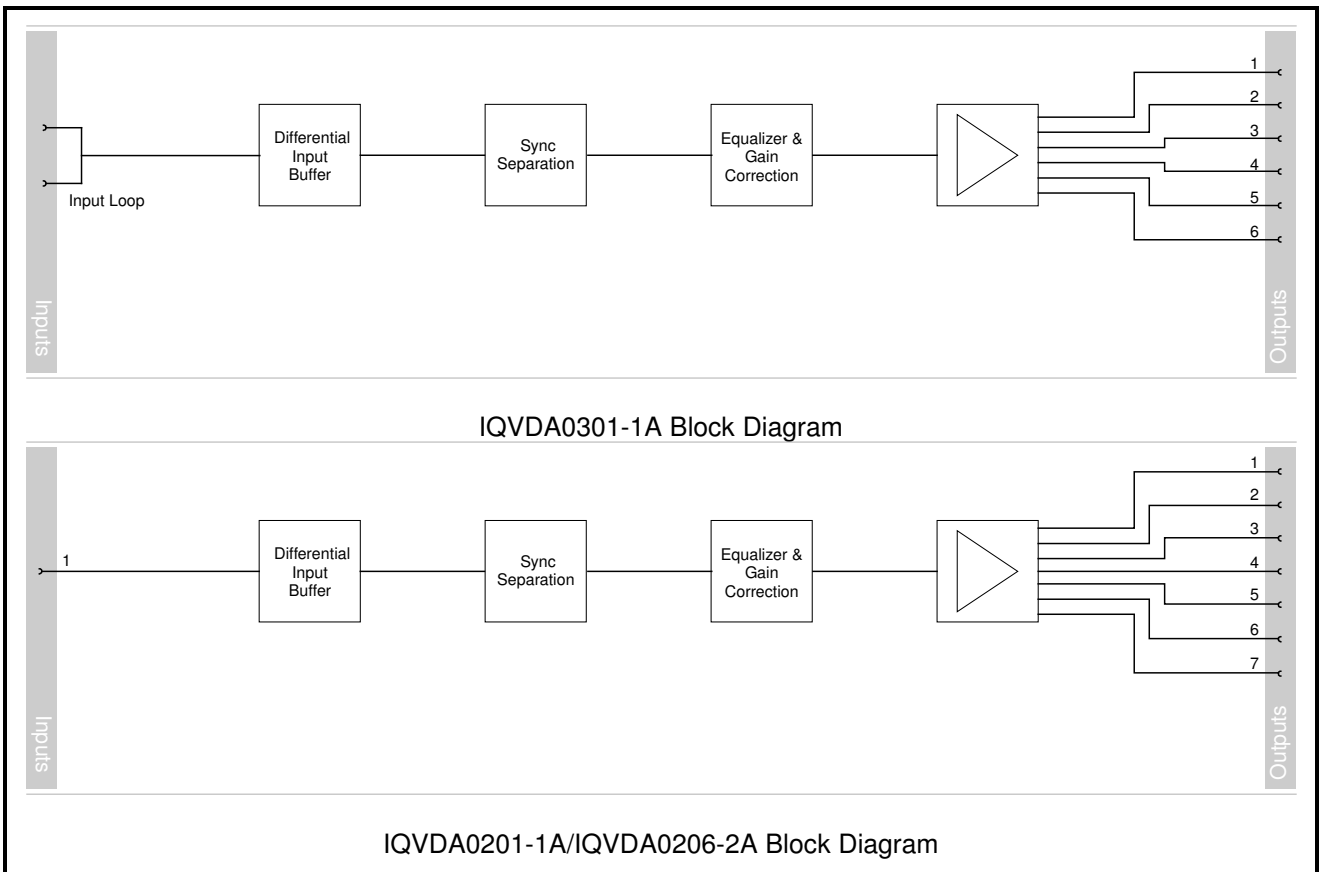 1
2
Differential
Input
Buffer
Sync
Separation
Equalizer &
Gain
Correction
3
4
Input Loop
5
6
Inputs
Outputs
IQVDA0301-1A Block Diagram
1
2
1
Differential
Input
Buffer
Sync
Separation
Equalizer &
Gain
Correction
3
4
5
6
7
Inputs
Outputs
IQVDA0201-1A/IQVDA0206-2A Block Diagram